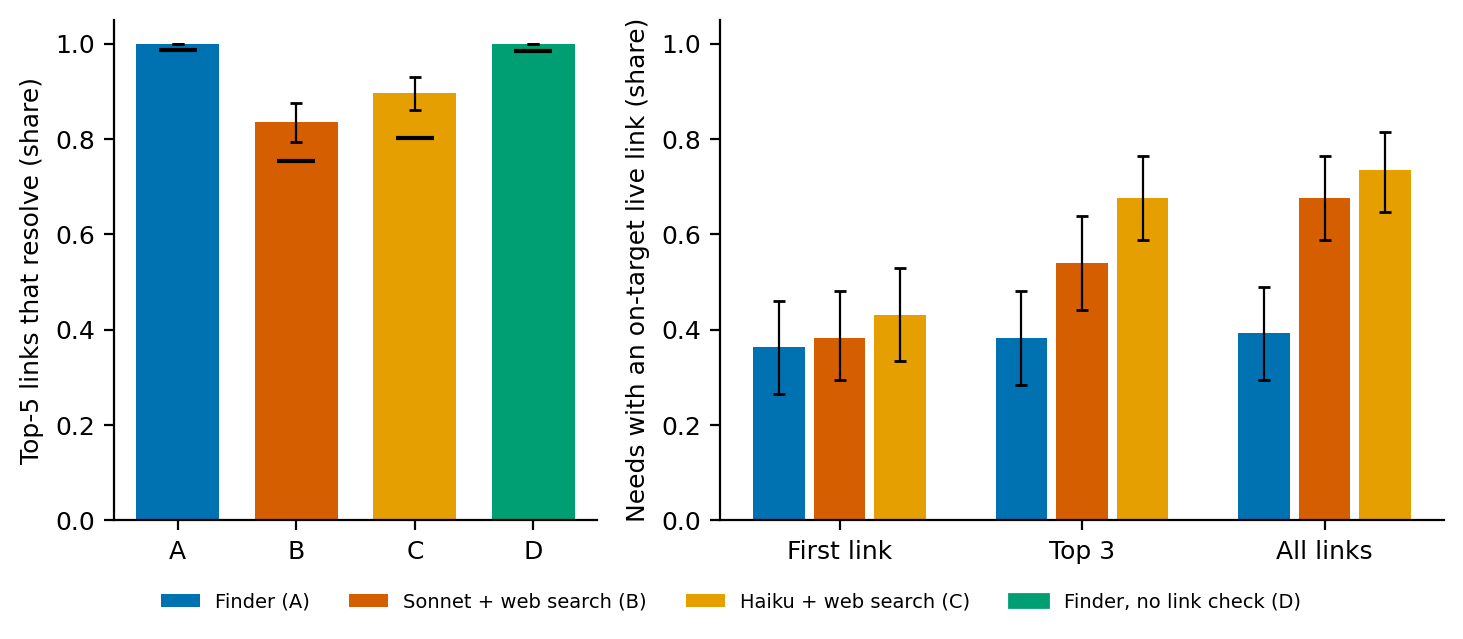 Top-5 links that resolve (share)
1.0
0.8
0.6
0.4
0.2
0.0
A B C D
Needs with an on-target live link (share)
1.0
0.8
0.6
0.4
0.2
0.0
First link Top 3 All links
Finder (A) Sonnet + web search (B) Haiku + web search (C) Finder, no link check (D)